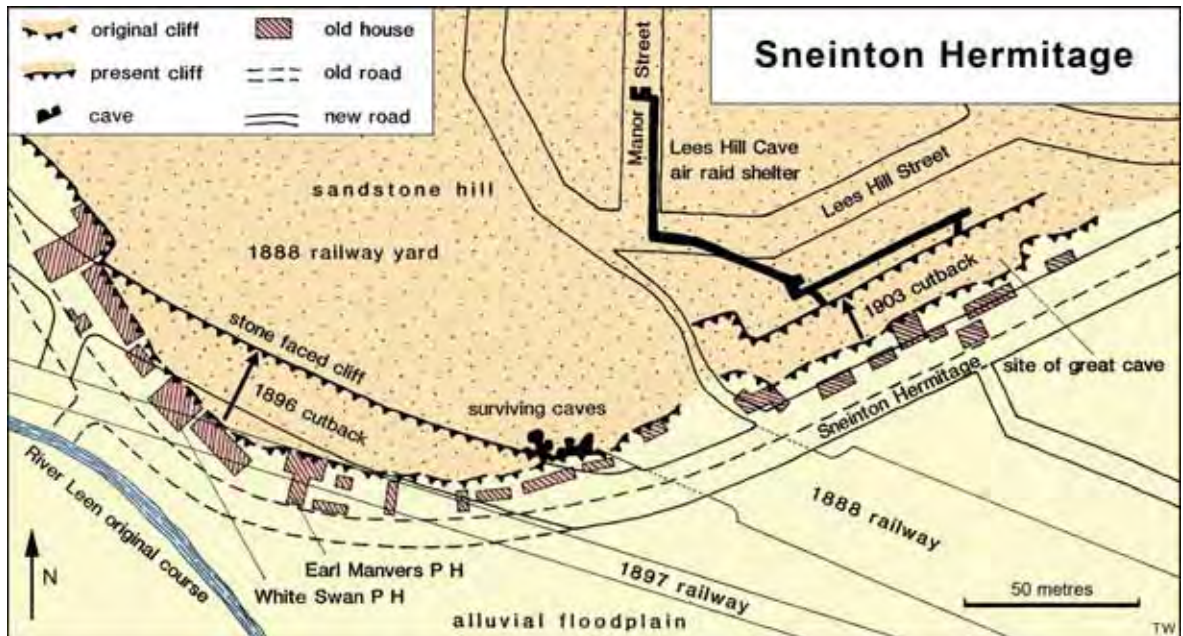 original cliff
present cliff
cave
old house
old road
new road
Sneinton Hermitage
Manor Street
Lees Hill Cave
air raid shelter
Lees Hill Street
sandstone hill
1888 railway yard
1903 cutback
stone faced cliff
1896 cutback
surviving caves
site of great cave
Sneinton Hermitage
River Leen original course
1888 railway
1897 railway
Earl Manvers P H
White Swan P H
N
alluvial floodplain
50 metres
TW